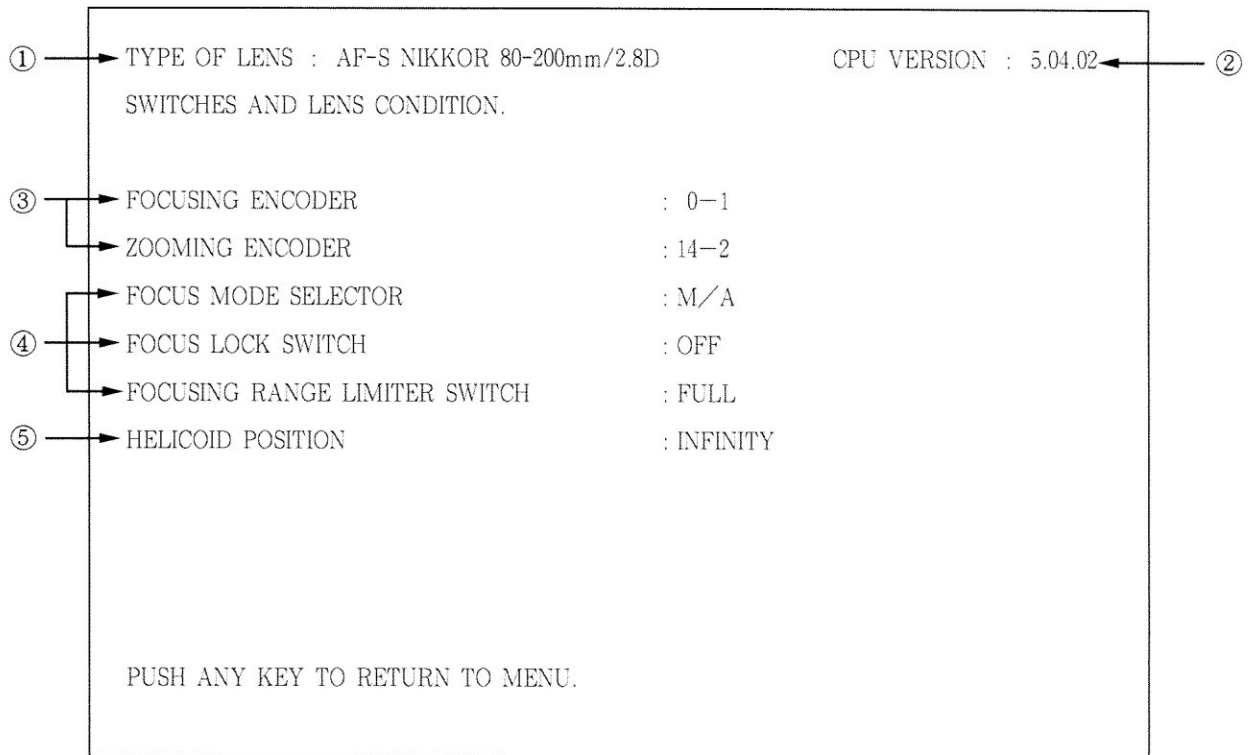 ① TYPE OF LENS : AF-S NIKKOR 80-200mm/2.8D CPU VERSION : 5.04.02 ②
SWITCHES AND LENS CONDITION.
③ FOCUSING ENCODER : 0-1
ZOOMING ENCODER : 14-2
FOCUS MODE SELECTOR : M/A
④ FOCUS LOCK SWITCH : OFF
FOCUSING RANGE LIMITER SWITCH : FULL
⑤ HELICOID POSITION : INFINITY
PUSH ANY KEY TO RETURN TO MENU.